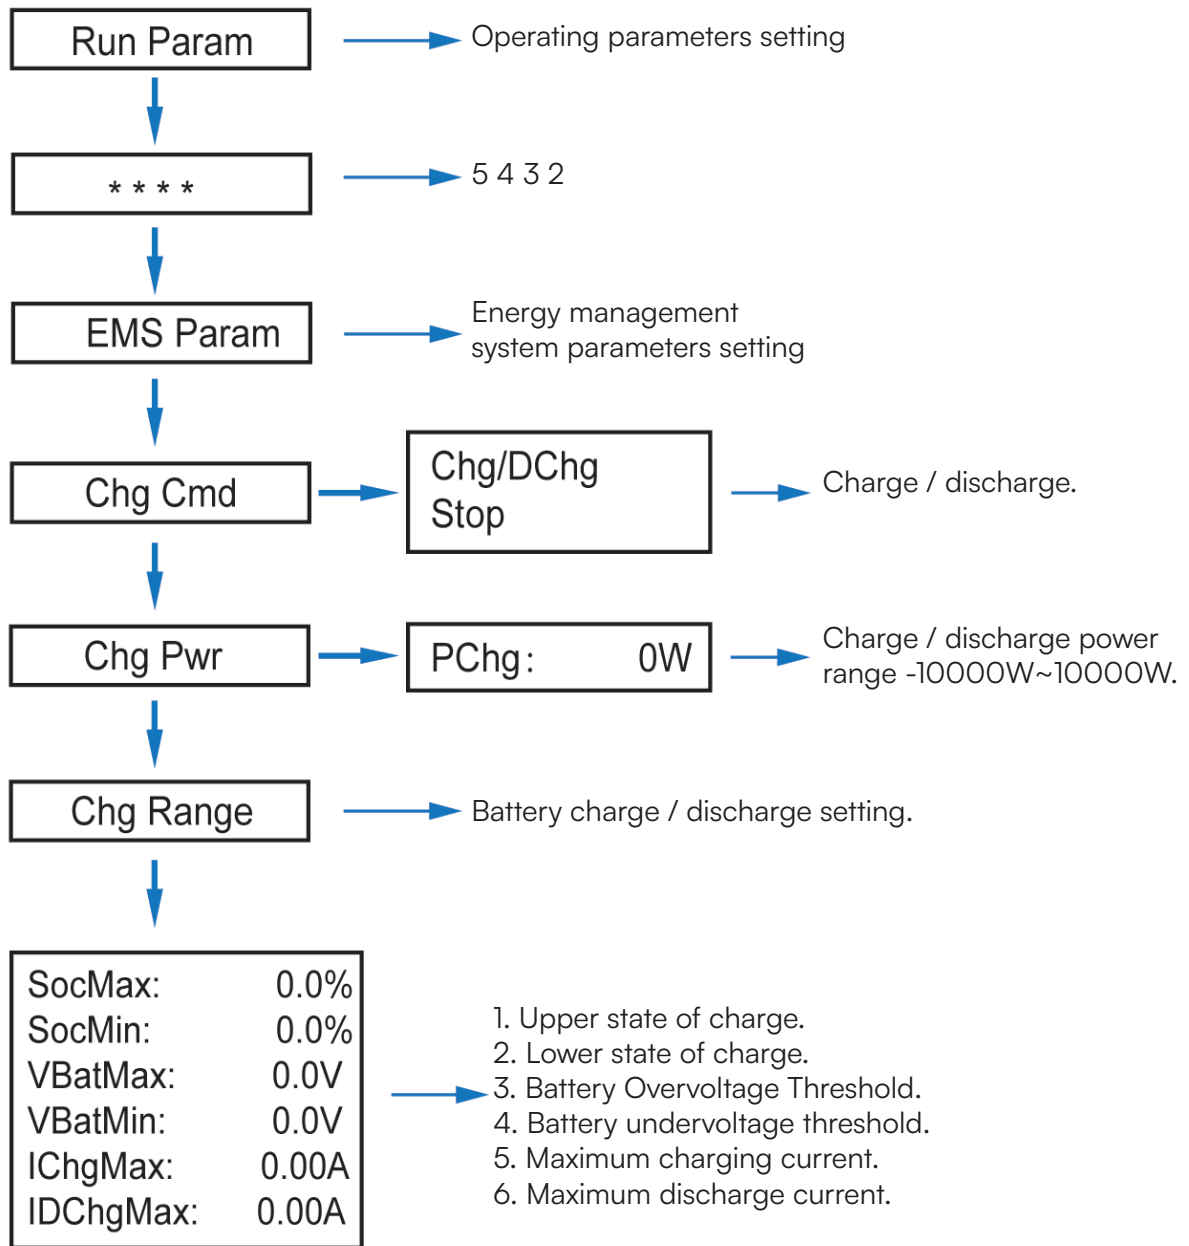 Run Param
Operating parameters setting
* * * *
5 4 3 2
EMS Param
Energy management
system parameters setting
Chg Cmd
Chg/DChg
Stop
Charge / discharge.
Chg Pwr
PChg: 0W
Charge / discharge power
range -10000W~10000W.
Chg Range
Battery charge / discharge setting.
SocMax: 0.0%
SocMin: 0.0%
VBatMax: 0.0V
VBatMin: 0.0V
IChgMax: 0.00A
IDChgMax: 0.00A
1. Upper state of charge.
2. Lower state of charge.
3. Battery Overvoltage Threshold.
4. Battery undervoltage threshold.
5. Maximum charging current.
6. Maximum discharge current.